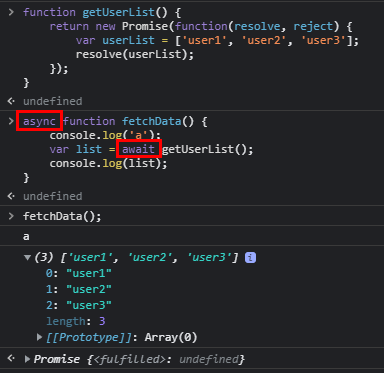 function getUserList() {
    return new Promise(function(resolve, reject) {
        var userList = ['user1', 'user2', 'user3'];
        resolve(userList);
    });
}
undefined
async function fetchData() {
    console.log('a');
    var list = await getUserList();
    console.log(list);
}
undefined
fetchData();
a
(3) ['user1', 'user2', 'user3'] i
0: "user1"
1: "user2"
2: "user3"
length: 3
[[Prototype]]: Array(0)
Promise {<fulfilled>: undefined}